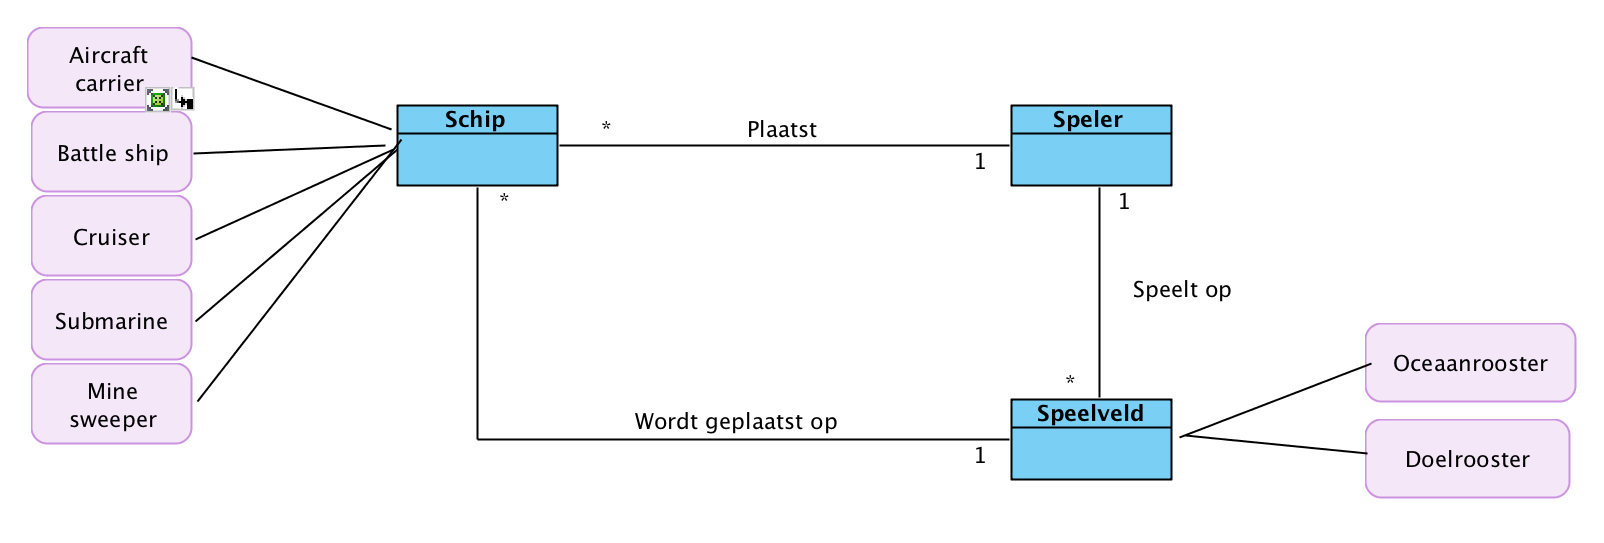 Aircraft
carrier
Battle ship
Cruiser
Submarine
Mine
sweeper
Schip
*
Plaatst
1
Speler
*
1
Speelt op
*
Wordt geplaatst op
1
Speelveld
Oceaanrooster
Doelrooster